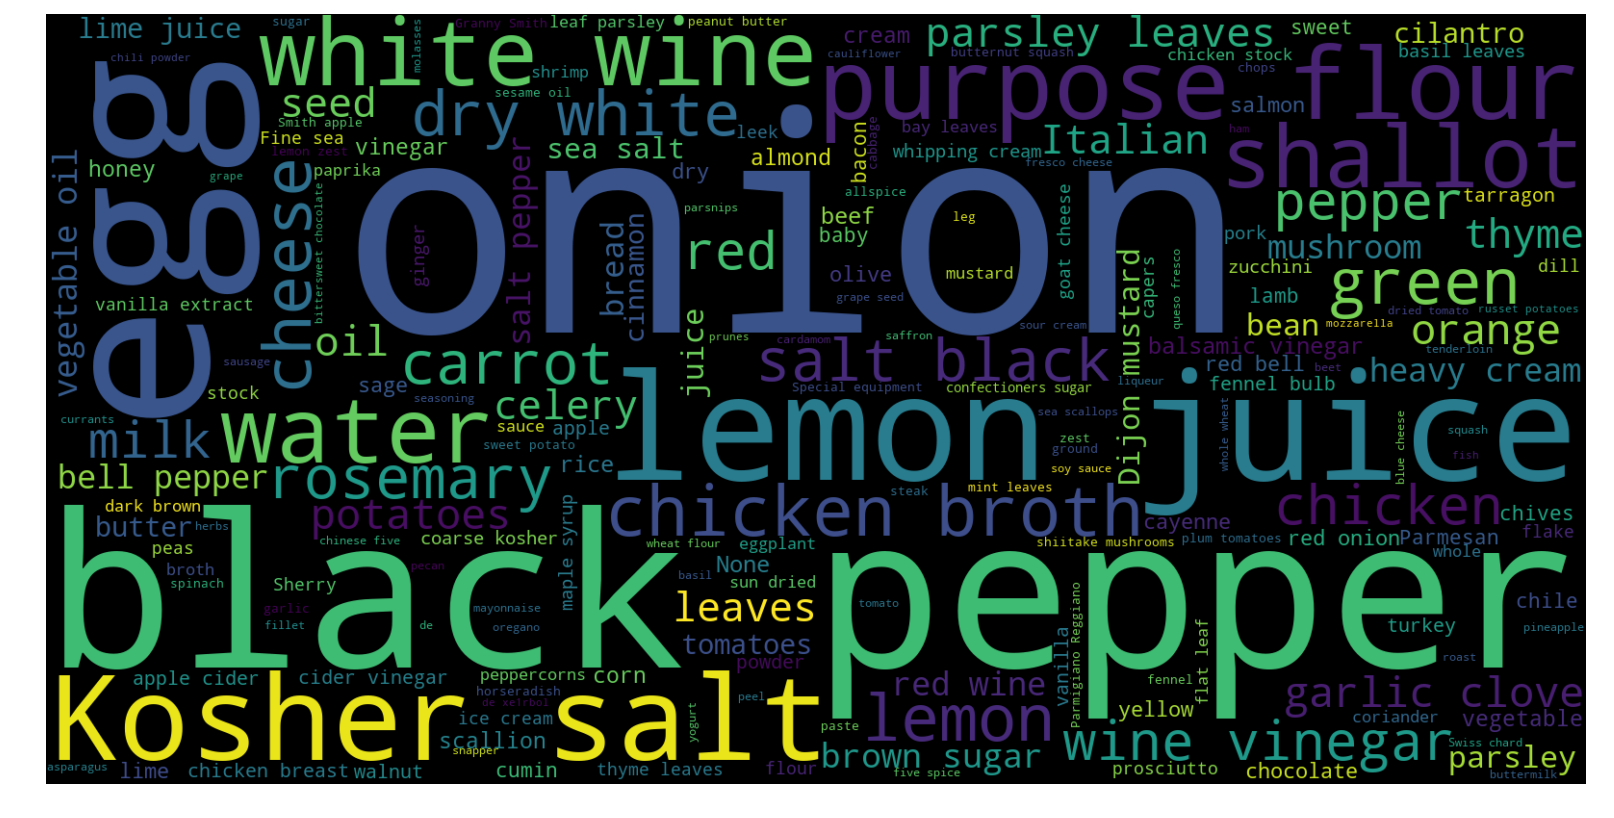 lime juice
sugar
white wine
molasses
Granny Smith
leaf parsley
peanut butter
cream
parsley leaves
sweet
cilantro
chili powder
shrimp
cauliflower
butternut squash
chicken stock
basil leaves
egg
seed
sesame oil
dry white
purpose flour
chops
salmon
Smith apple
Fine sea
vinegar
leek
bacon
cabbage
bay leaves
Italian
shallot
ham
vegetable oil
honey
lemon zest
grape
paprika
sea salt
almond
whipping cream
fresco cheese
cheese
bittersweet chocolate
salt pepper
dry
allspice
pepper
tarragon
onion
parsnips
beef
baby
leg
goat cheese
pork
mushroom
thyme
ginger
bread
cinnamon
red
olive
mustard
Dijon mustard
capers
queso fresco
zucchini
dill
vanilla extract
grape seed
lamb
green
dried tomato
russet potatoes
oil
juice
prunes
cardamom
saffron
sour cream
bean
mozzarella
orange
sausage
carrot
salt black
balsamic vinegar
tenderloin
stock
sage
seasoning
Special equipment
confectioners sugar
liqueur
red bell
beet
heavy cream
fennel bulb
currants
milk
water
celery
sauce
apple
sweet potato
lemon juice
sea scallops
zest
ground
whole wheat
blue cheese
squash
fish
bell pepper
rosemary
rice
soy sauce
dark brown
potatoes
maple syrup
steak
mint leaves
chicken broth
cayenne
chicken
chives
butter
herbs
chinese five
coarse kosher
wheat flour
eggplant
shiitake mushrooms
plum tomatoes
red onion
Parmesan
flake
peas
broth
spinach
Sherry
pecan
None
basil
sun dried
whole
black pepper
garlic
fillet
de
mayonnaise
oregano
leaves
tomato
Parmigiano Reggiano
flat leaf
chile
turkey
pineapple
tomatoes
powder
vanilla
roast
apple cider
cider vinegar
peppercorns
corn
horseradish
de xe1rbol
peel
red wine
fennel
garlic clove
Kosher salt
ice cream
scallion
snapper
yogurt
paste
lemon
yellow
coriander
vegetable
asparagus
lime
chicken breast
walnut
cumin
thyme leaves
flour
brown sugar
five spice
wine vinegar
prosciutto
chocolate
Swiss chard
parsley
buttermilk